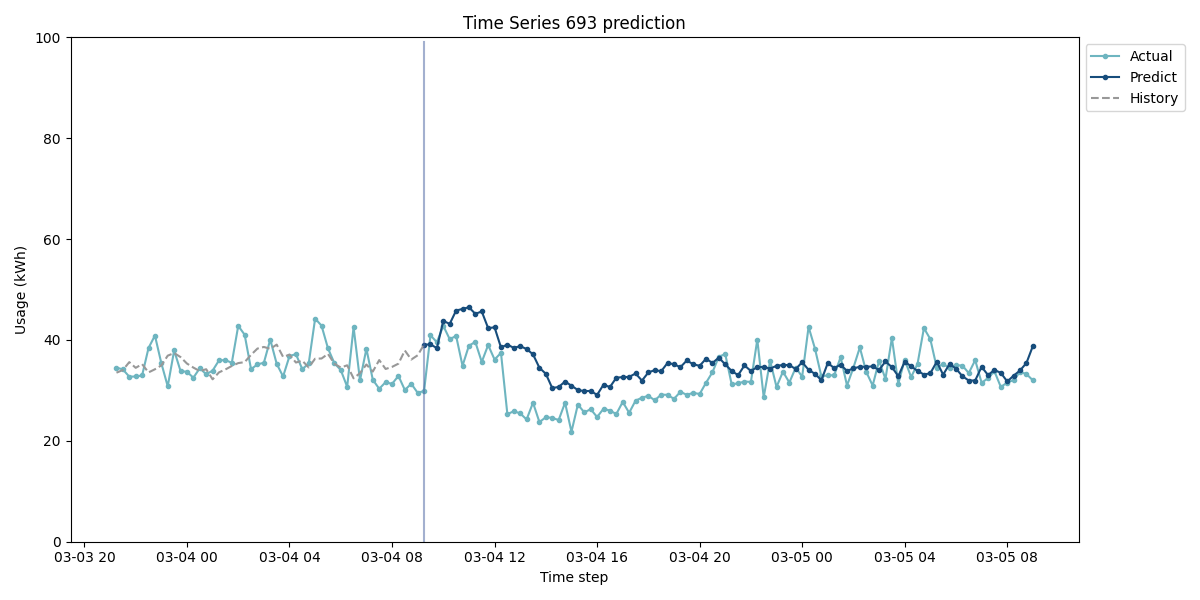 Time Series 693 prediction
Usage (kWh)
100
80
60
40
20
0
03-03 20
03-04 00
03-04 04
03-04 08
03-04 12
03-04 16
03-04 20
03-05 00
03-05 04
03-05 08
Time step
Actual
Predict
History